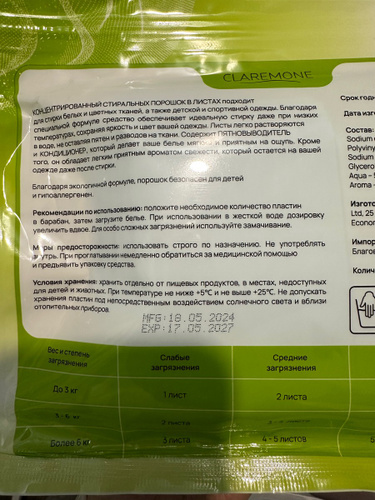 CLAREMONE
КОНЦЕНТРИРОВАННЫЙ СТИРАЛЬНЫХ ПОРОШОК В ЛИСТАХ подходит
для стирки белых и цветных тканей, а также детской и спортивной одежды. Благодаря
специальной формуле средство обеспечивает идеальную стирку даже при низких
температурах, сохраняя яркость и цвет вашей одежды. Листы легко растворяются
в воде, не оставляя пятен и разводов на ткани. Содержит ПЯТНОВЫВОДИТЕЛЬ
и КОНДИЦИОНЕР, который делает ваше белье мягким и приятным на ощупь. Кроме
того, он обладает легким приятным ароматом свежести, который остается на вашей
одежде даже после стирки.
Благодаря экологичной формуле, порошок безопасен для детей
и гипоаллергенен.
Рекомендации по использованию: положите необходимое количество пластин
в барабан, затем загрузите белье. При использовании в жесткой воде дозировку
увеличить вдвое. Для особо сложных загрязнений используйте замачивание.
Меры предосторожности: использовать строго по назначению. Не употреблять
внутрь. При проглатывании немедленно обратиться за медицинской помощью
и предъявить упаковку средства.
Условия хранения: хранить отдельно от пищевых продуктов, в местах, недоступных
для детей и животных. При температуре не ниже +5°C и не выше +25°C. Не допускать
хранения пластин под непосредственным воздействием солнечного света и вблизи
отопительных приборов.
MFG: 18.05.2024
EXP: 17.05.2027
Вес и степень
загрязнения
Слабые
загрязнения
Средние
загрязнения
До 3 кг
1 лист
2 листа
2 листа
Более 6 кг
3 листа
4 - 5 листов
5
Срок годн
Дата изго
Состав:
Sodium
Polyviny
Sodium
Glycero
Aqua - 5
Aroma -
Изгото
Ltd, 25
Econom
Импор
Благов
Количе